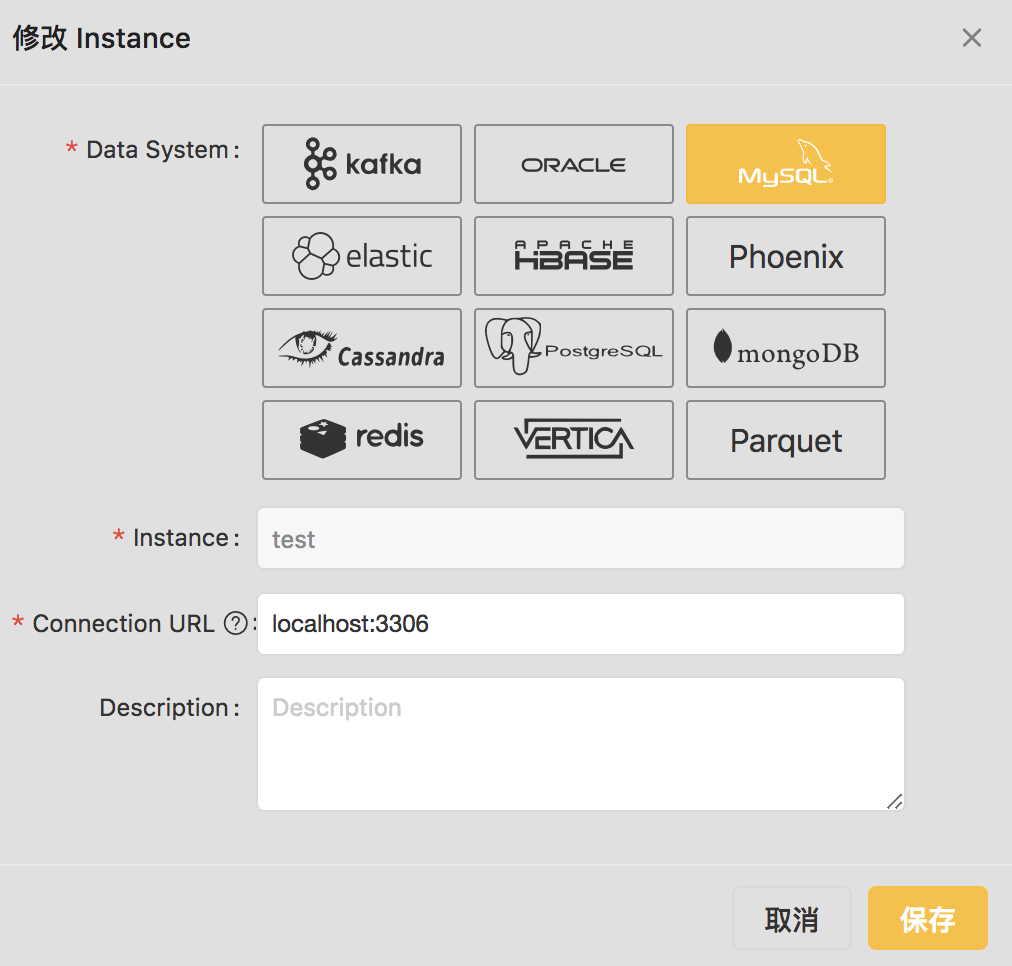 修改 Instance
* Data System :
kafka
ORACLE
MySQL®
elastic
APACHE
HBASE
Phoenix
Cassandra
PostgreSQL
mongoDB
redis
VERTICA
Parquet
* Instance :
test
* Connection URL ? :
localhost:3306
Description :
Description
取消
保存